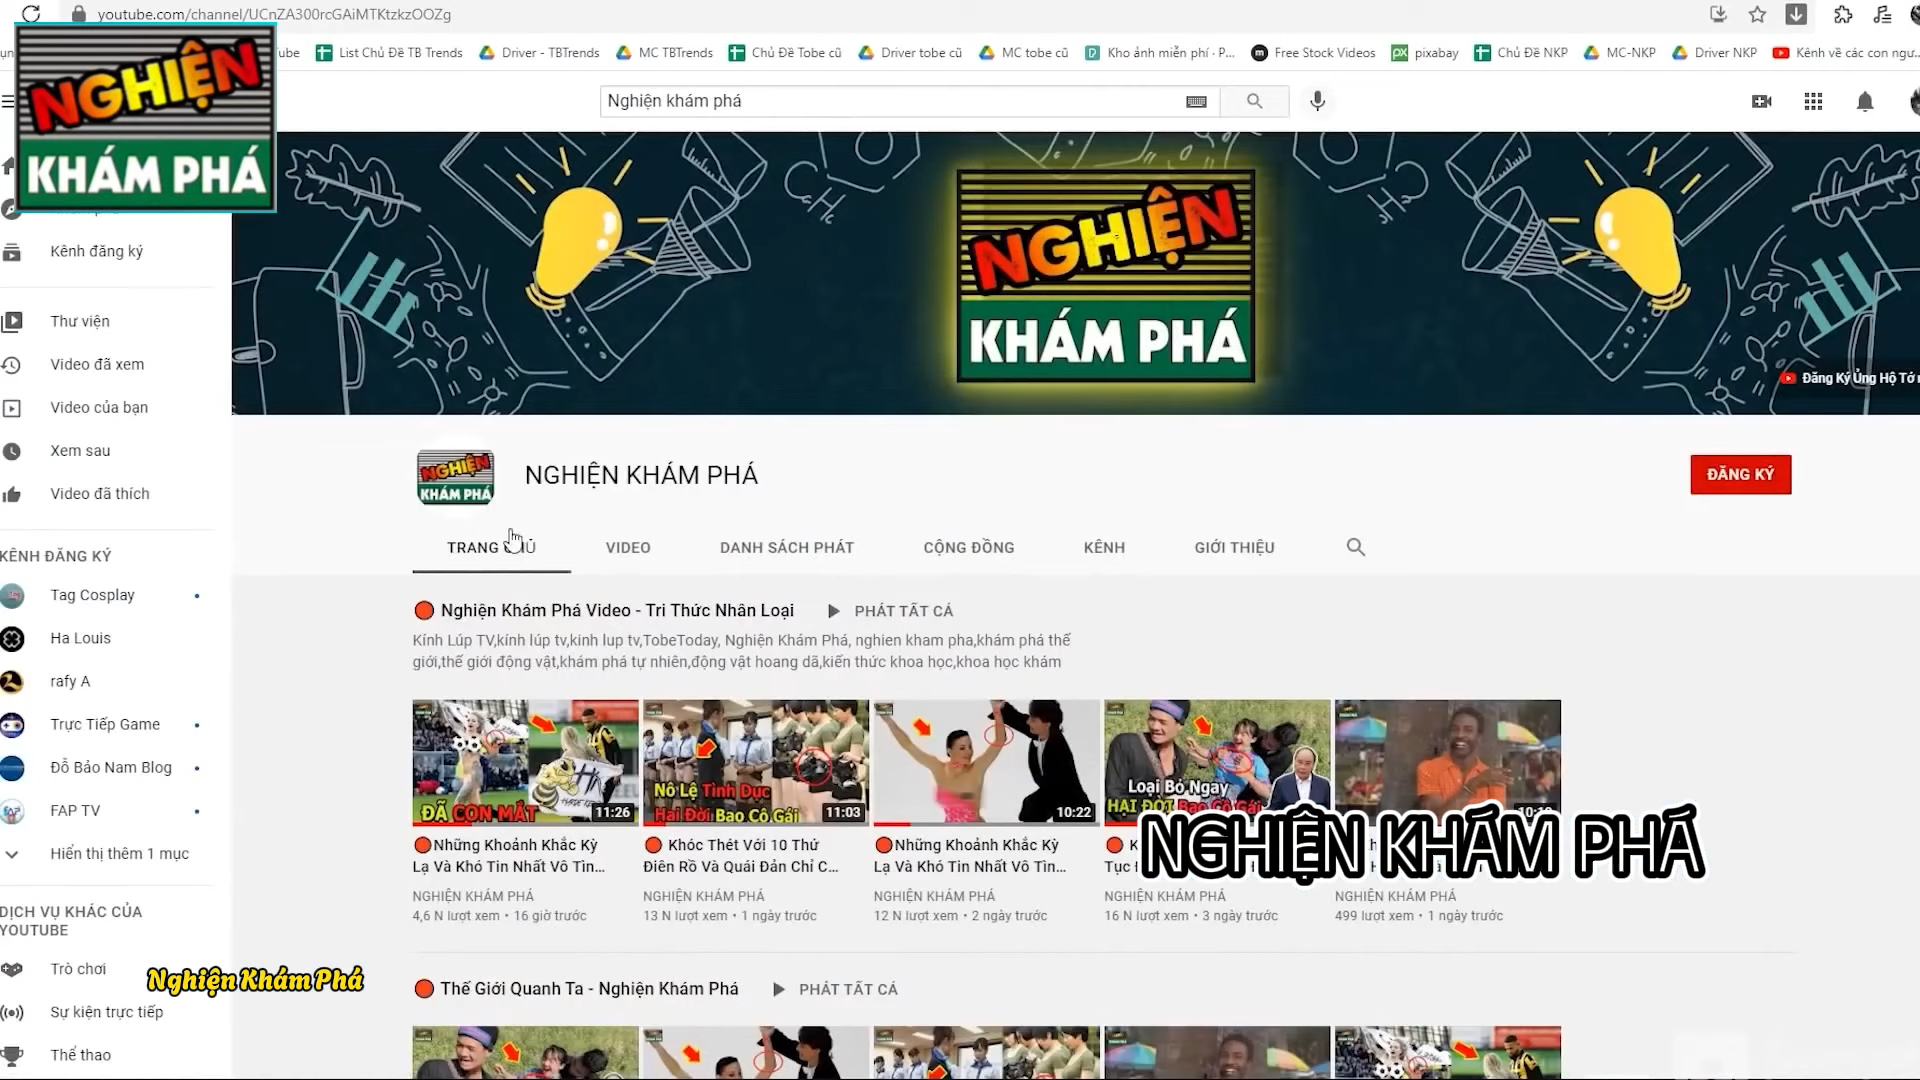 youtube.com/channel/UCnZA300rcGAiMTKtzkzOOZg
List Chủ Đề TB Trends
Driver - TBTrends
MC TBTrends
Chủ Đề Tobe cũ
Driver tobe cũ
MC tobe cũ
Kho ảnh miễn phí · P...
Free Stock Videos
pixabay
Chủ Đề NKP
MC-NKP
Driver NKP
Kênh về các con ngư...
NGHIỆN
KHÁM PHÁ
Nghiện khám phá
NGHIỆN
KHÁM PHÁ
Đăng Ký Ủng Hộ Tớ
Kênh đăng ký
Thư viện
Video đã xem
Video của bạn
Xem sau
Video đã thích
KÊNH ĐĂNG KÝ
Tag Cosplay
Ha Louis
rafy A
Trực Tiếp Game
Đỗ Bảo Nam Blog
FAP TV
Hiển thị thêm 1 mục
DỊCH VỤ KHÁC CỦA
YOUTUBE
Trò chơi
Sự kiện trực tiếp
Thể thao
NGHIỆN
KHÁM PHÁ
NGHIỆN KHÁM PHÁ
ĐĂNG KÝ
TRANG CHỦ
VIDEO
DANH SÁCH PHÁT
CỘNG ĐỒNG
KÊNH
GIỚI THIỆU
Nghiện Khám Phá Video - Tri Thức Nhân Loại
PHÁT TẤT CẢ
Kính Lúp TV,kính lúp tv,kinh lup tv,TobeToday, Nghiện Khám Phá, nghien kham pha,khám phá thế
giới,thế giới động vật,khám phá tự nhiên,động vật hoang dã,kiến thức khoa học,khoa học khám
ĐÃ CON MẮT
11:26
Nô Lệ Tình Dục
Hai Đời Bao Cô Gái
11:03
10:22
Loại Bỏ Ngay
HẠI ĐỜI Bao Cô Gái
Những Khoảnh Khắc Kỳ
Lạ Và Khó Tin Nhất Vô Tìn...
NGHIỆN KHÁM PHÁ
4,6 N lượt xem • 16 giờ trước
Khóc Thét Với 10 Thứ
Điên Rồ Và Quái Đản Chỉ C...
NGHIỆN KHÁM PHÁ
13 N lượt xem • 1 ngày trước
Những Khoảnh Khắc Kỳ
Lạ Và Khó Tin Nhất Vô Tìn...
NGHIỆN KHÁM PHÁ
12 N lượt xem • 2 ngày trước
NGHIỆN KHÁM PHÁ
16 N lượt xem • 3 ngày trước
NGHIỆN KHÁM PHÁ
499 lượt xem • 1 ngày trước
NGHIỆN KHÁM PHÁ
Nghiện Khám Phá
Thế Giới Quanh Ta - Nghiện Khám Phá
PHÁT TẤT CẢ